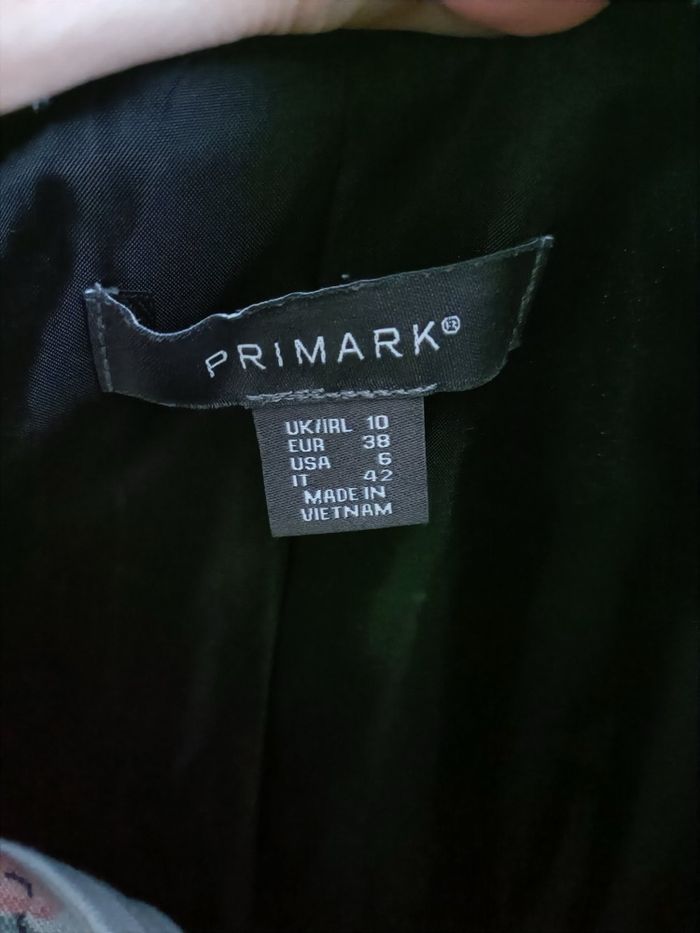 PRIMARK®
UK/IRL 10
EUR 38
USA 6
IT 42
MADE IN
VIETNAM